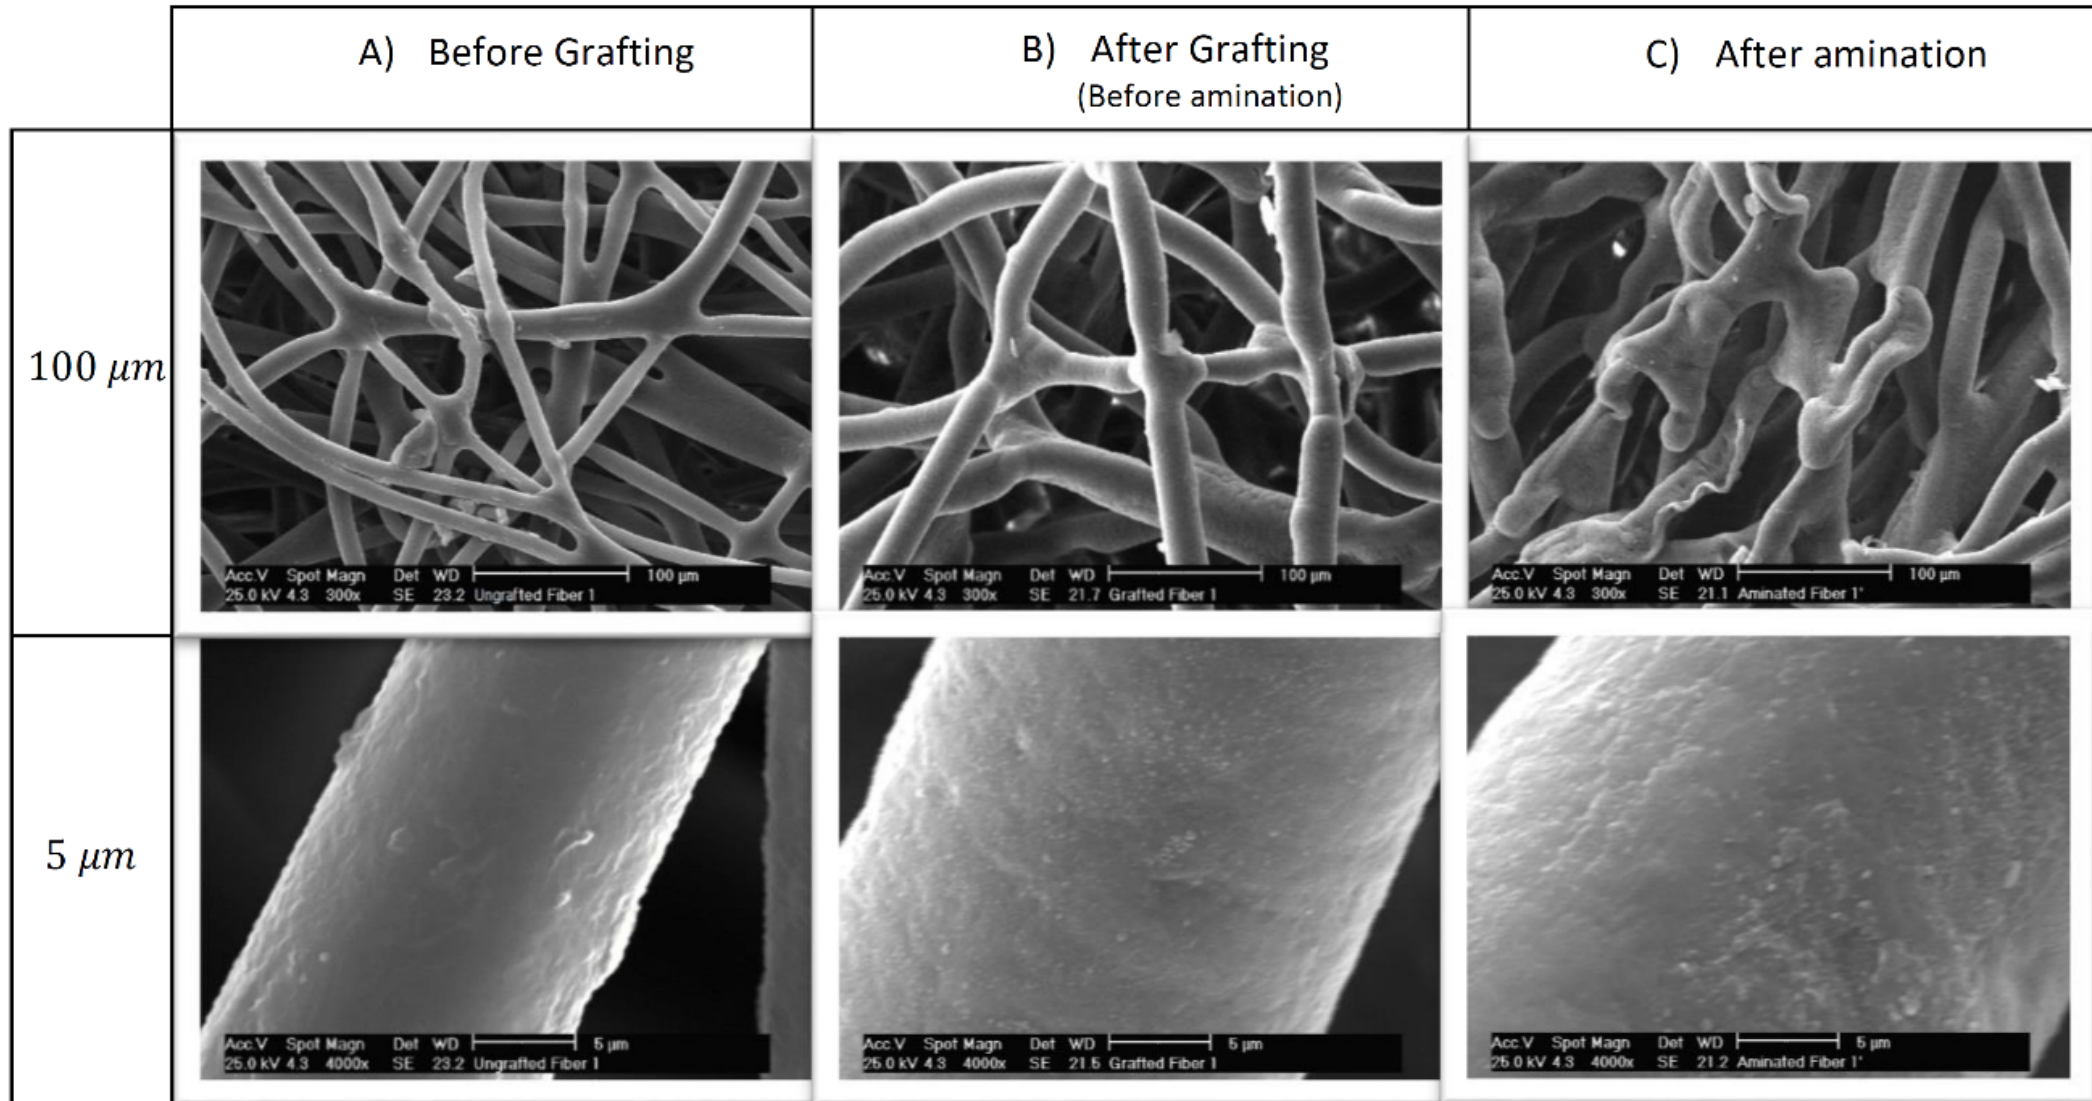 A) Before Grafting
B) After Grafting
(Before amination)
C) After amination
100 μm
Acc.V Spot Magn Det WD 100 μm
25.0 kV 4.3 300x SE 23.2 Ungrafted Fiber 1
Acc.V Spot Magn Det WD 100 μm
25.0 kV 4.3 300x SE 21.7 Grafted Fiber 1
Acc.V Spot Magn Det WD 100 μm
25.0 kV 4.3 300x SE 21.1 Aminated Fiber 1'
5 μm
Acc.V Spot Magn Det WD 5 μm
25.0 kV 4.3 4000x SE 23.2 Ungrafted Fiber 1
Acc.V Spot Magn Det WD 5 μm
25.0 kV 4.3 4000x SE 21.5 Grafted Fiber 1
Acc.V Spot Magn Det WD 5 μm
25.0 kV 4.3 4000x SE 21.2 Aminated Fiber 1'